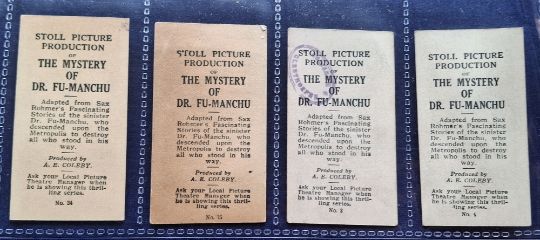 STOLL PICTURE
PRODUCTION
OF
THE MYSTERY
OF
DR. FU-MANCHU
Adapted from Sax
Rohmer's Fascinating
Stories of the sinister
Dr. Fu-Manchu, who
descended upon the
Metropolis to destroy
all who stood in his
way.
Produced by
A. E. COLEBY.
Ask your Local Picture
Theatre Manager when
he is showing this thril-
ling series.
No. 24
STOLL PICTURE
PRODUCTION
OF
THE MYSTERY
OF
DR. FU-MANCHU
Adapted from Sax
Rohmer's Fascinating
Stories of the sinister
Dr. Fu-Manchu, who
descended upon the
Metropolis to destroy
all who stood in his
way.
Produced by
A. E. COLEBY.
Ask your Local Picture
Theatre Manager when
he is showing this thril-
ling series.
No. 15
STOLL PICTURE
PRODUCTION
OF
THE MYSTERY
OF
DR. FU-MANCHU
Adapted from Sax
Rohmer's Fascinating
Stories of the sinister
Dr. Fu-Manchu, who
descended upon the
Metropolis to destroy
all who stood in his
way.
Produced by
A. E. COLEBY.
Ask your Local Picture
Theatre Manager when
he is showing this thril-
ling series.
No.
STOLL PICTURE
PRODUCTION
OF
THE MYSTERY
OF
DR. FU-MANCHU
Adapted from Sax
Rohmer's Fascinating
Stories of the sinister
Dr. Fu-Manchu, who
descended upon the
Metropolis to destroy
all who stood in his
way.
Produced by
A. E. COLEBY.
Ask your Local Picture
Theatre Manager when
he is showing this thril-
ling series.
No.